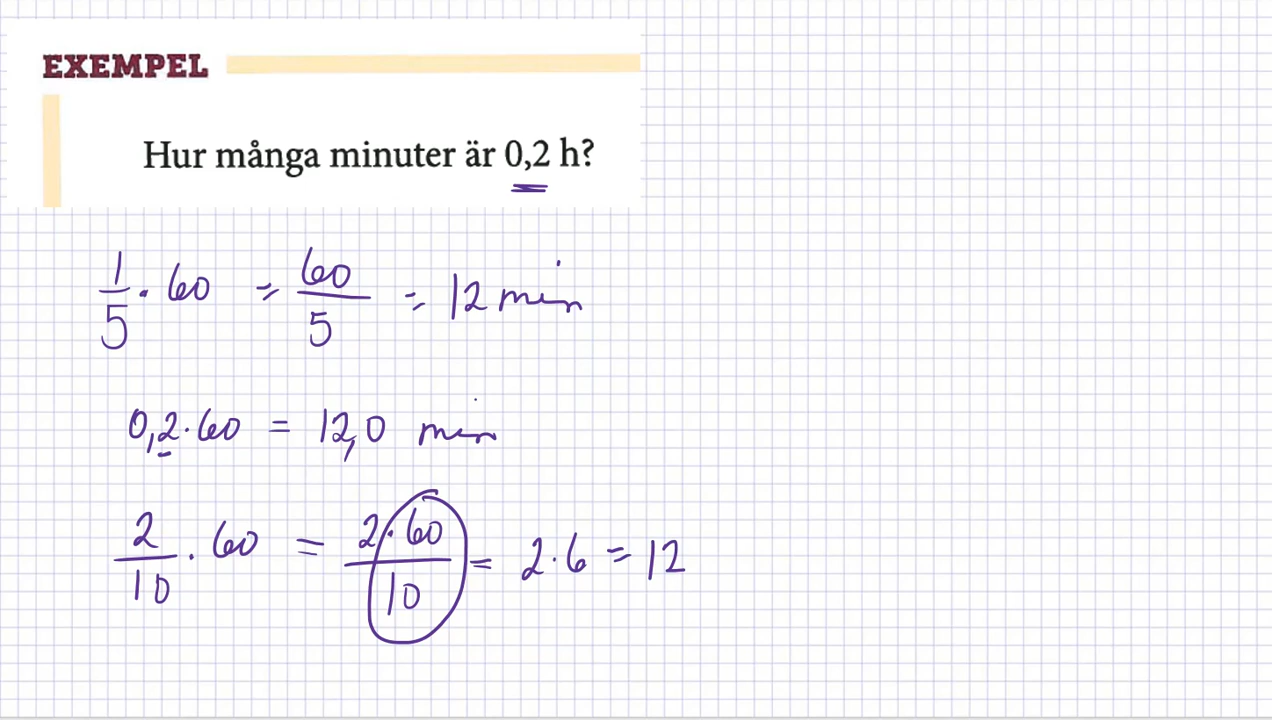 EXEMPEL
Hur många minuter är 0,2 h?
1/5 · 60 = 60/5 = 12 min
0,2 · 60 = 12,0 min
2/10 · 60 = 2 · 60/10 = 2 · 6 = 12